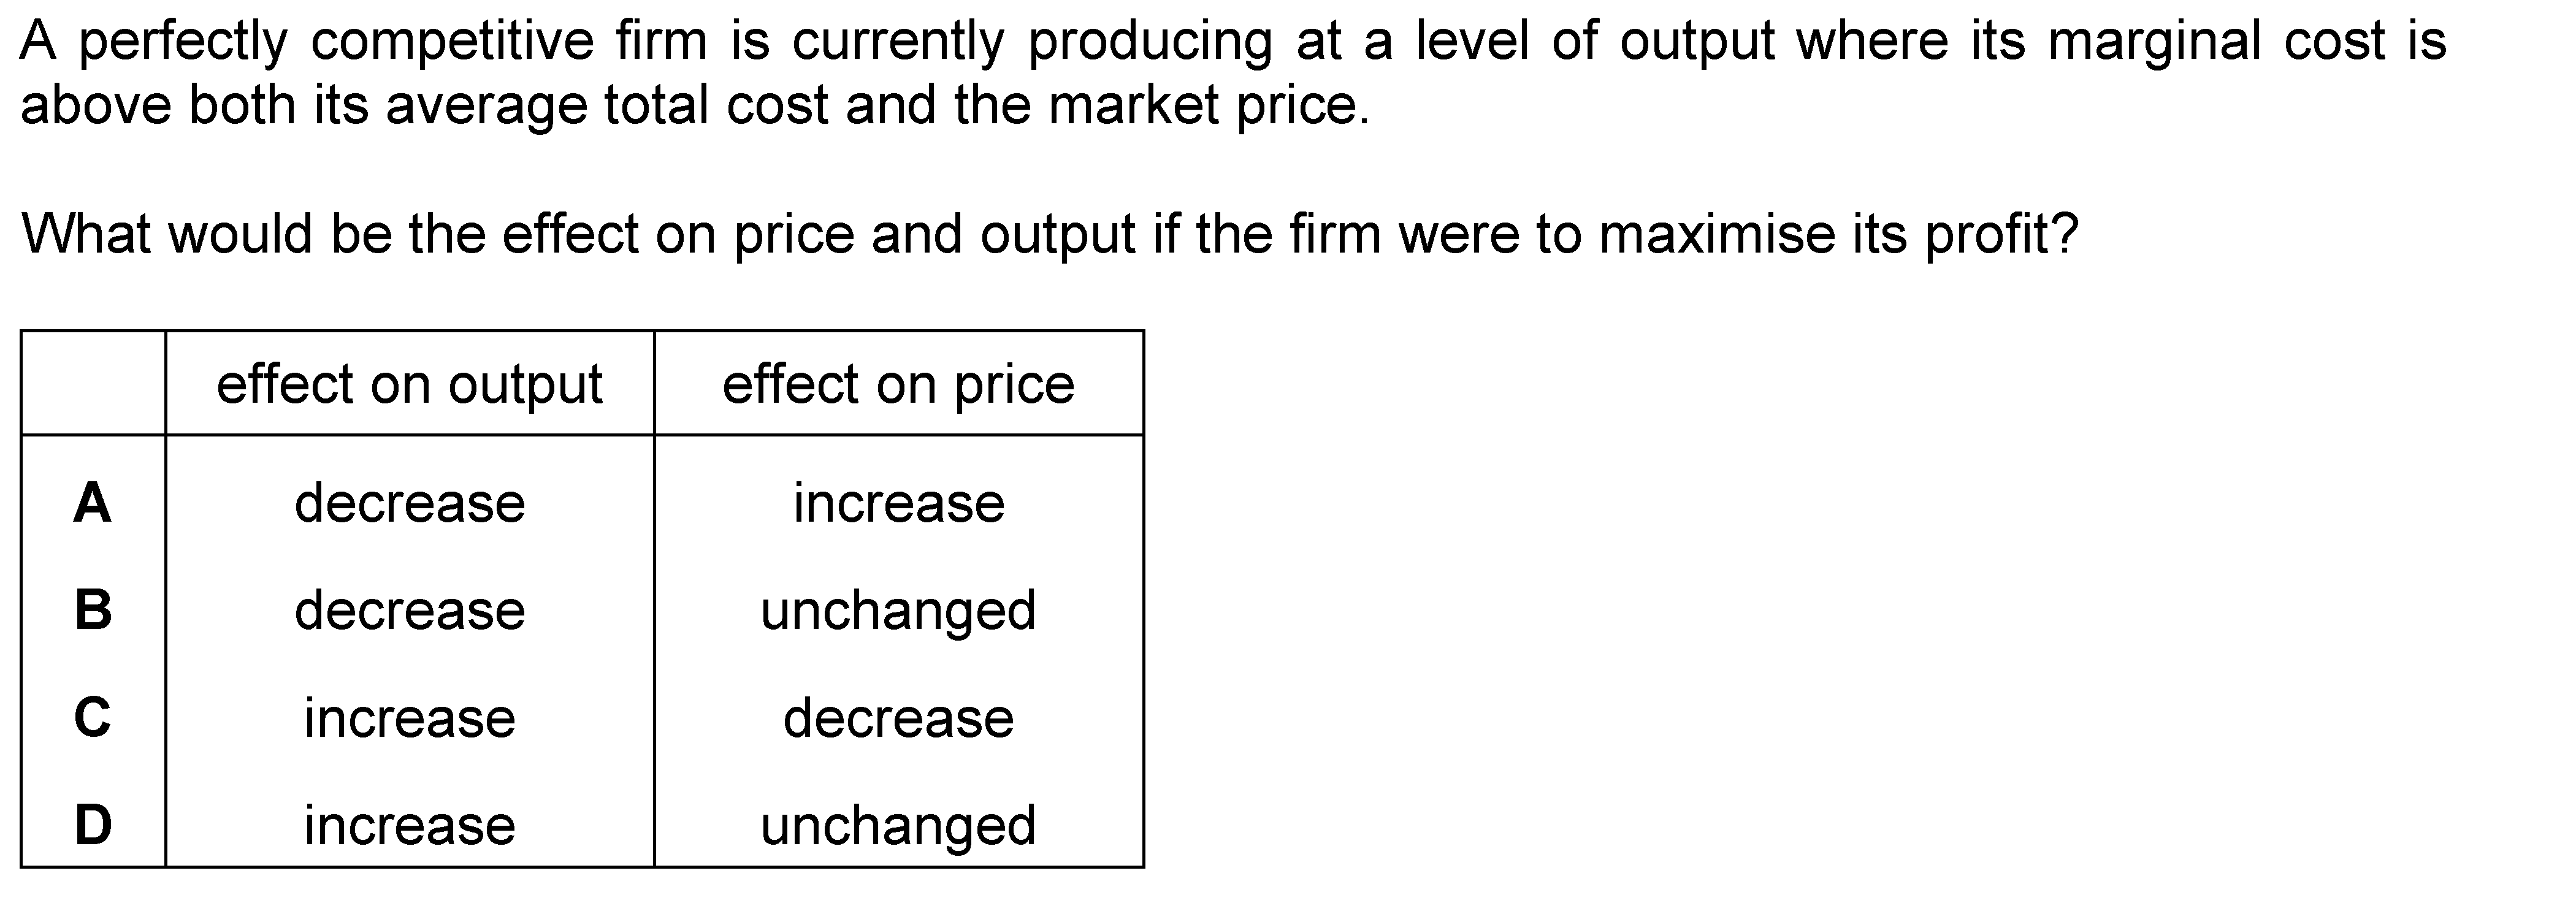 A perfectly competitive firm is currently producing at a level of output where its marginal cost is
above both its average total cost and the market price.
What would be the effect on price and output if the firm were to maximise its profit?
effect on output effect on price
A decrease increase
B decrease unchanged
C increase decrease
D increase unchanged